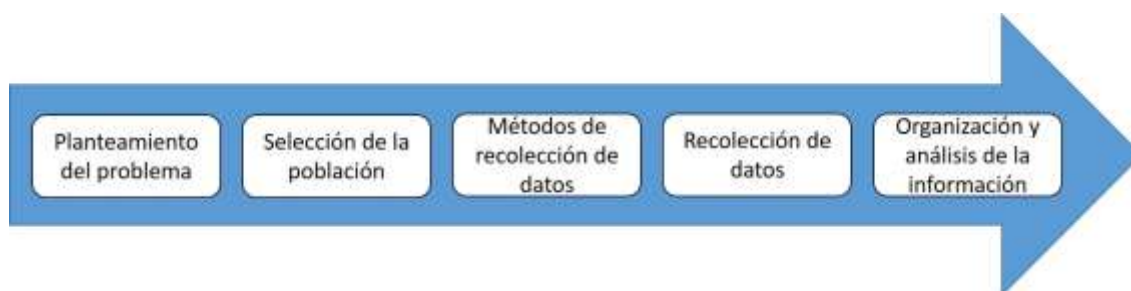 Planteamiento
del problema
Selección de la
población
Métodos de
recolección de
datos
Recolección de
datos
Organización y
análisis de la
información